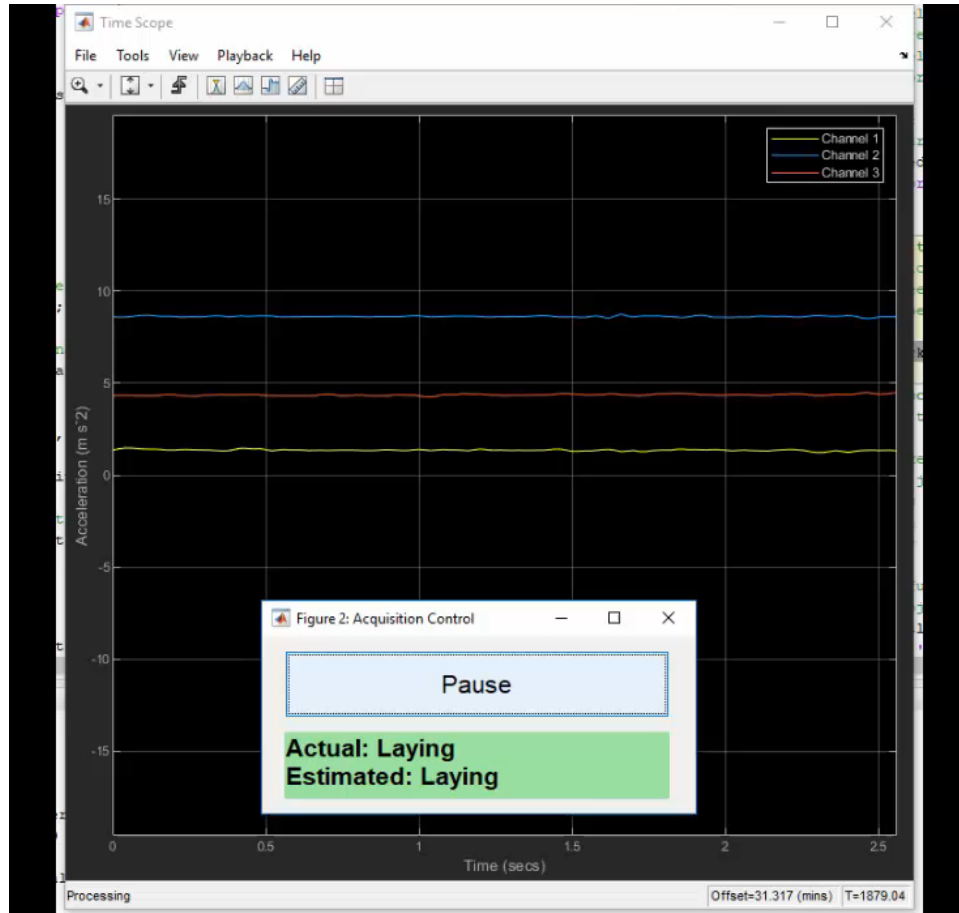 Time Scope
File Tools View Playback Help
Channel 1
Channel 2
Channel 3
15
10
5
0
-5
-10
-15
Acceleration (m s^2)
Figure 2: Acquisition Control
Pause
Actual: Laying
Estimated: Laying
0 0.5 1 1.5 2 2.5
Time (secs)
Processing Offset=31.317 (mins) T=1879.04